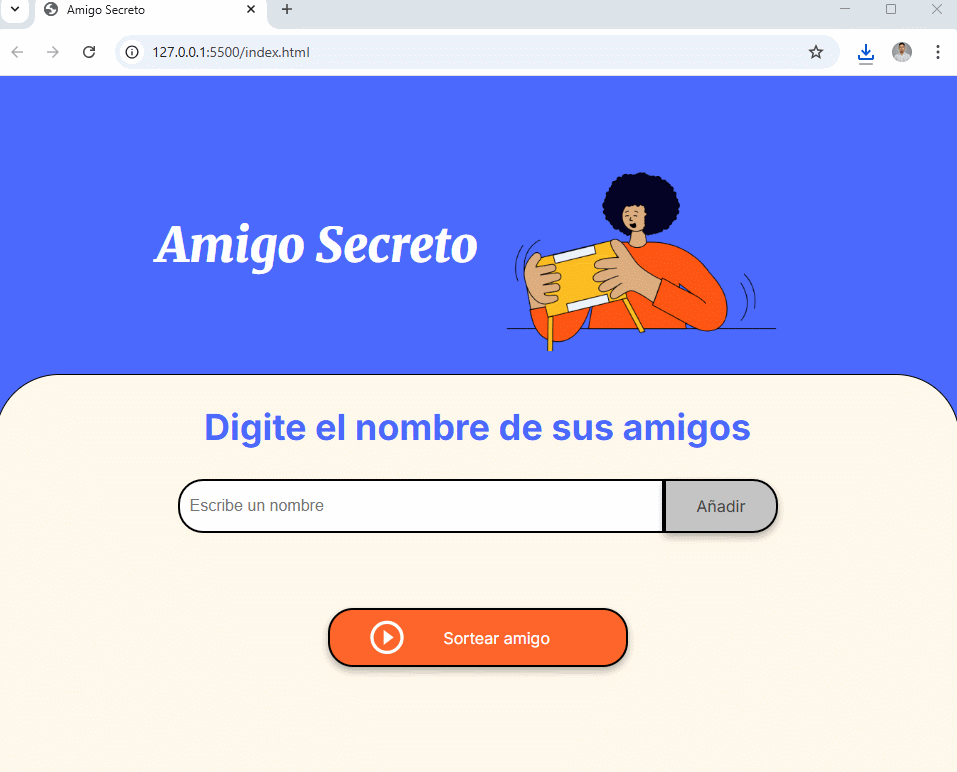 Amigo Secreto
127.0.0.1:5500/index.html
Amigo Secreto
Digite el nombre de sus amigos
Escribe un nombre
Añadir
Sortear amigo